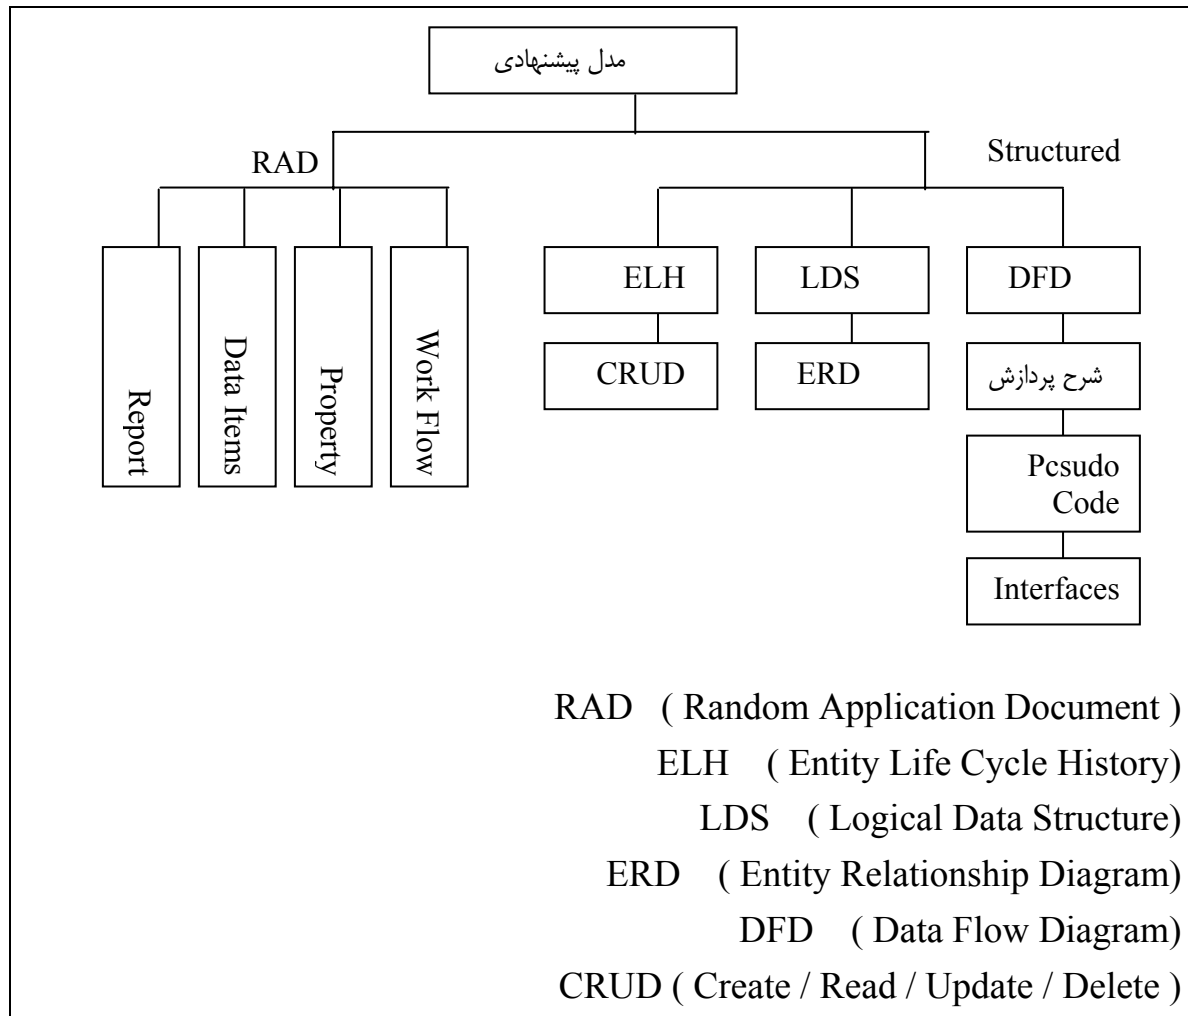 مدل پیشنهادی
RAD
Structured
Report
Data Items
Property
Work Flow
ELH
LDS
DFD
CRUD
ERD
شرح پردازش
Pcsudo
Code
Interfaces
RAD ( Random Application Document )
ELH ( Entity Life Cycle History)
LDS ( Logical Data Structure)
ERD ( Entity Relationship Diagram)
DFD ( Data Flow Diagram)
CRUD ( Create / Read / Update / Delete )